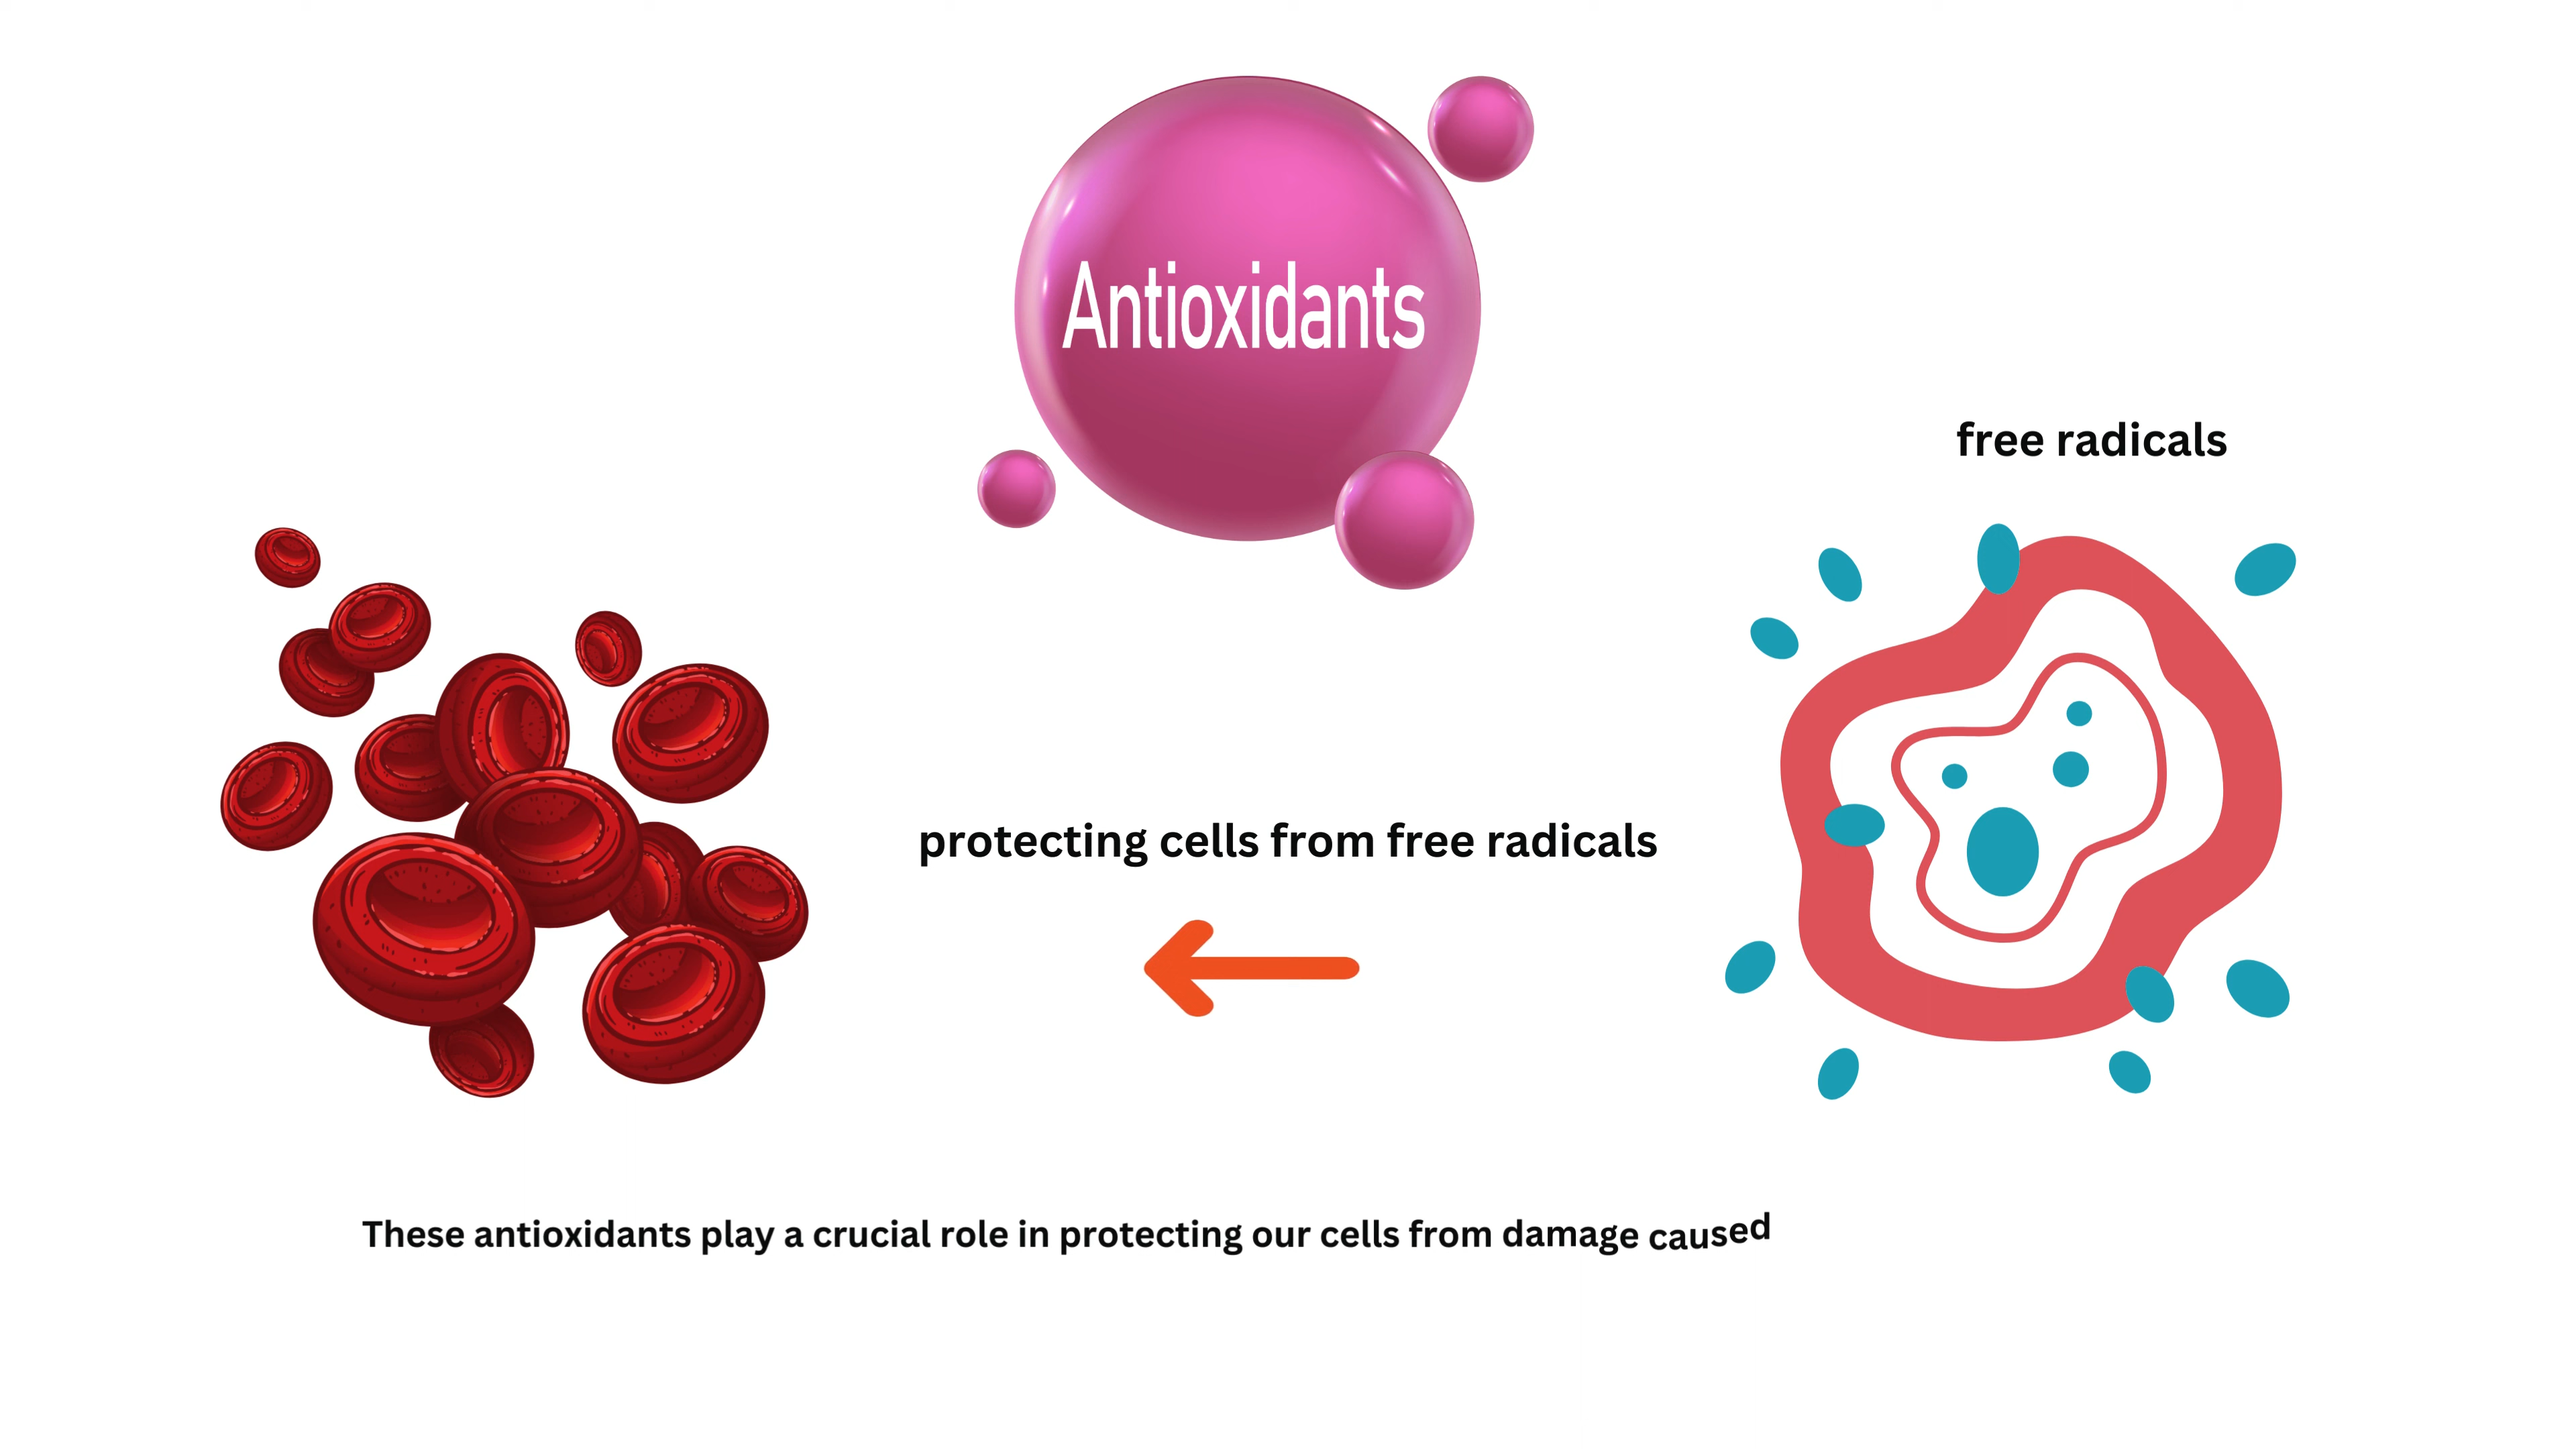 Antioxidants
free radicals
protecting cells from free radicals
These antioxidants play a crucial role in protecting our cells from damage caused